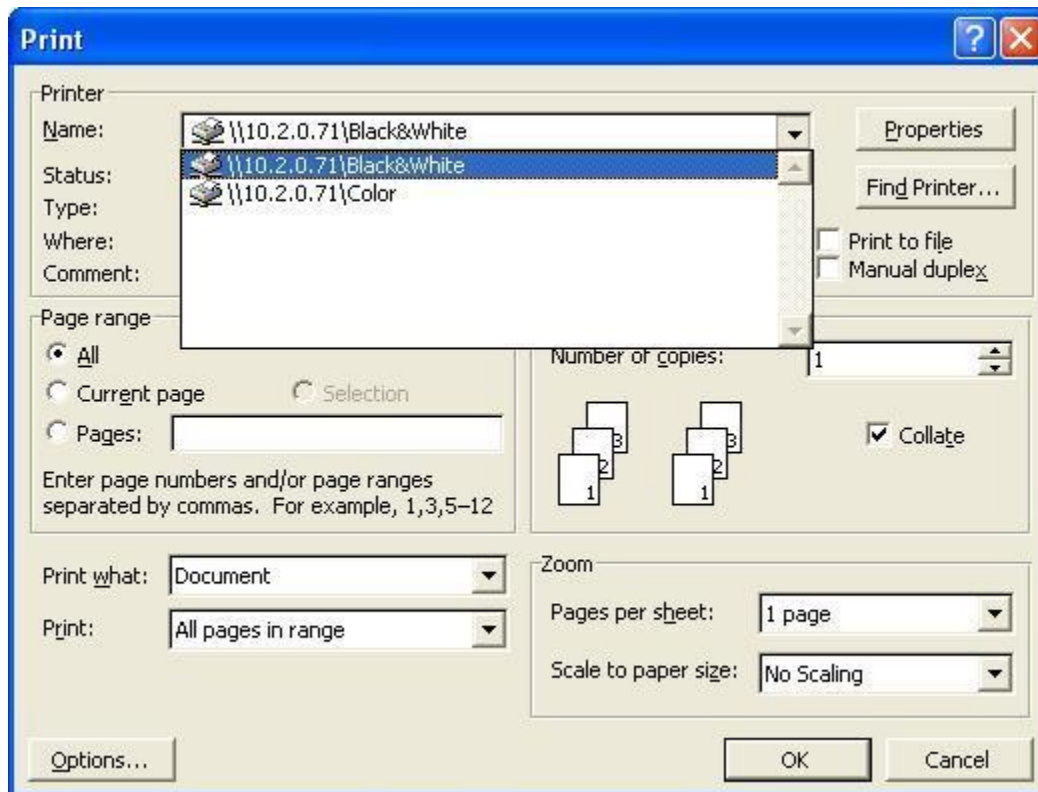 Print
Printer
Name:
\\10.2.0.71\Black&White
Properties
\\10.2.0.71\Black&White
\\10.2.0.71\Color
Status:
Find Printer...
Type:
Where:
Print to file
Comment:
Manual duplex
Page range
All
Current page
Selection
Pages:
Enter page numbers and/or page ranges
separated by commas. For example, 1,3,5–12
Number of copies:
1
3
2
1
3
2
1
Collate
Print what:
Document
Print:
All pages in range
Zoom
Pages per sheet:
1 page
Scale to paper size:
No Scaling
Options...
OK
Cancel